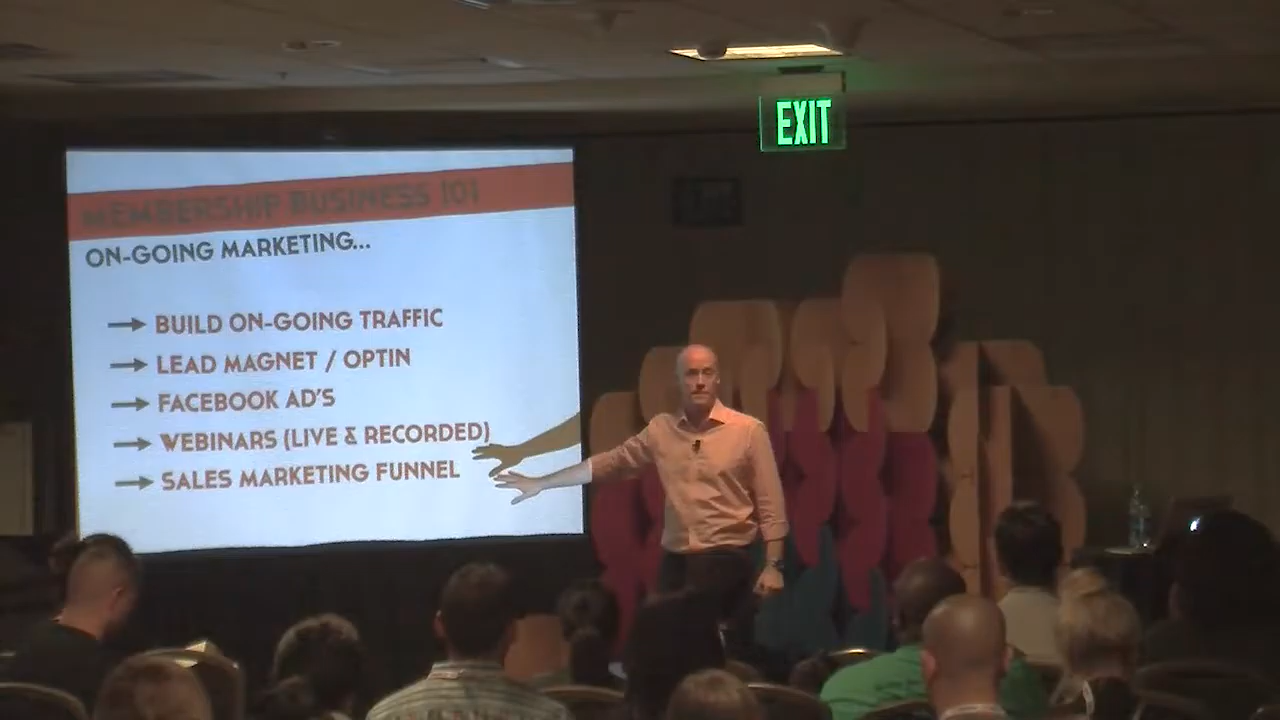 EXIT
MEMBERSHIP BUSINESS 101
ON-GOING MARKETING...
→ BUILD ON-GOING TRAFFIC
→ LEAD MAGNET / OPTIN
→ FACEBOOK AD'S
→ WEBINARS (LIVE & RECORDED)
→ SALES MARKETING FUNNEL